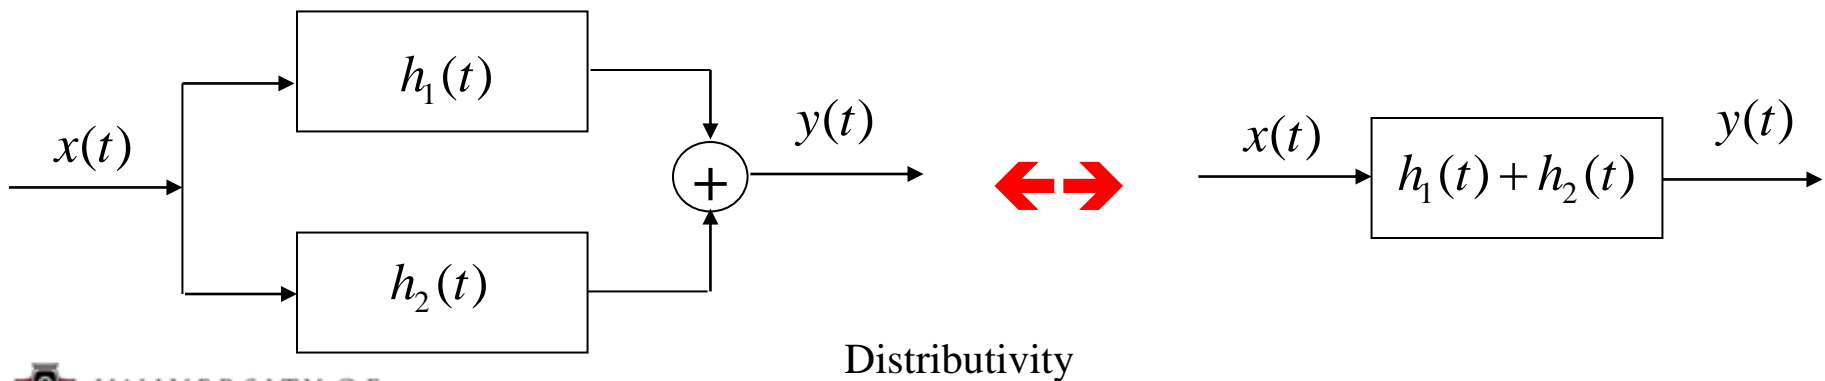 x(t)
h₁(t)
h₂(t)
+
y(t)
x(t)
h₁(t) + h₂(t)
y(t)
Distributivity